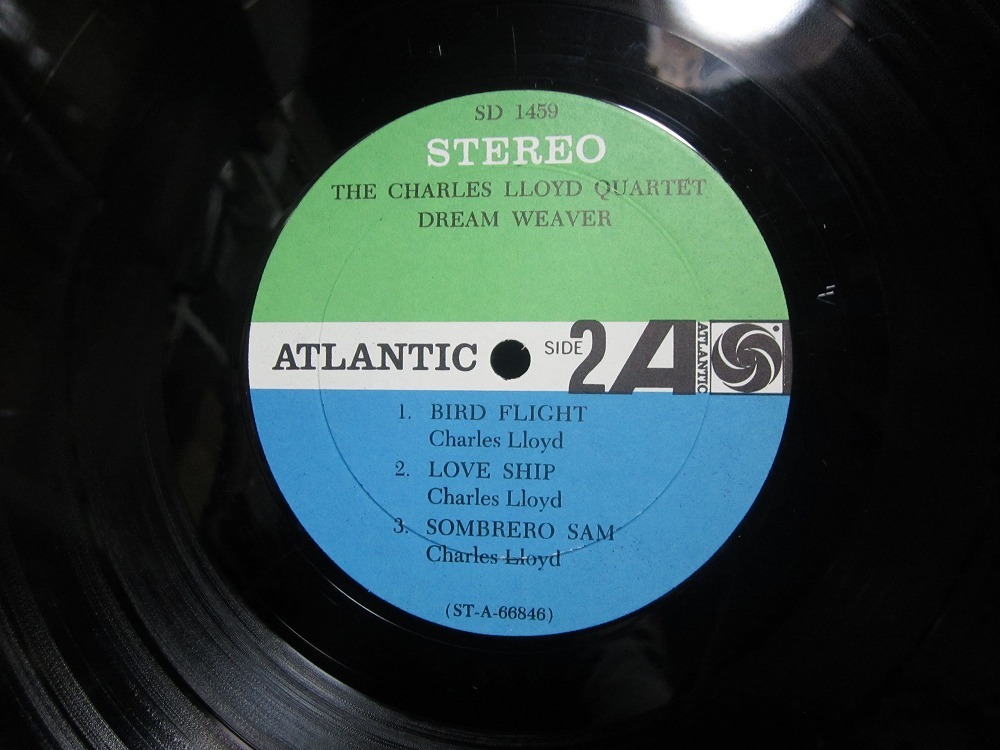 SD 1459
STEREO
THE CHARLES LLOYD QUARTET
DREAM WEAVER
ATLANTIC SIDE 2 A ATLANTIC
1. BIRD FLIGHT
Charles Lloyd
2. LOVE SHIP
Charles Lloyd
3. SOMBRERO SAM
Charles Lloyd
(ST-A-66846)